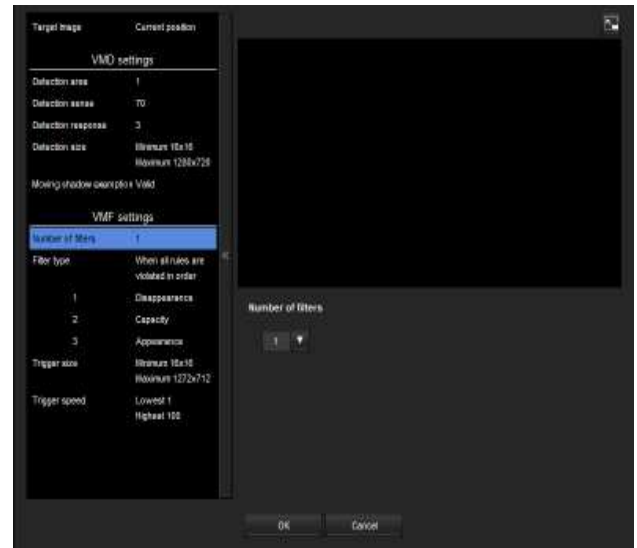 Target image Current position
VMD settings
Detection area 1
Detection sense 70
Detection response 3
Detection size Minimum 16x16
Maximum 1280x720
Moving shadow exemption Valid
VMF settings
Number of filters 1
Filter type When all rules are
violated in order
1 Disappearance
2 Capacity
3 Appearance
Trigger size Minimum 16x16
Maximum 1272x712
Trigger speed Lowest 1
Highest 100
Number of filters
1
OK Cancel